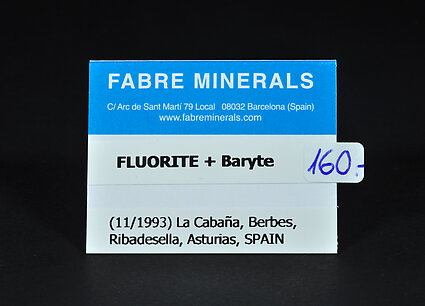 FABRE MINERALS
C/ Arc de Sant Martí 79 Local 08032 Barcelona (Spain)
www.fabreminerals.com
FLUORITE + Baryte
160.-
(11/1993) La Cabaña, Berbes,
Ribadesella, Asturias, SPAIN